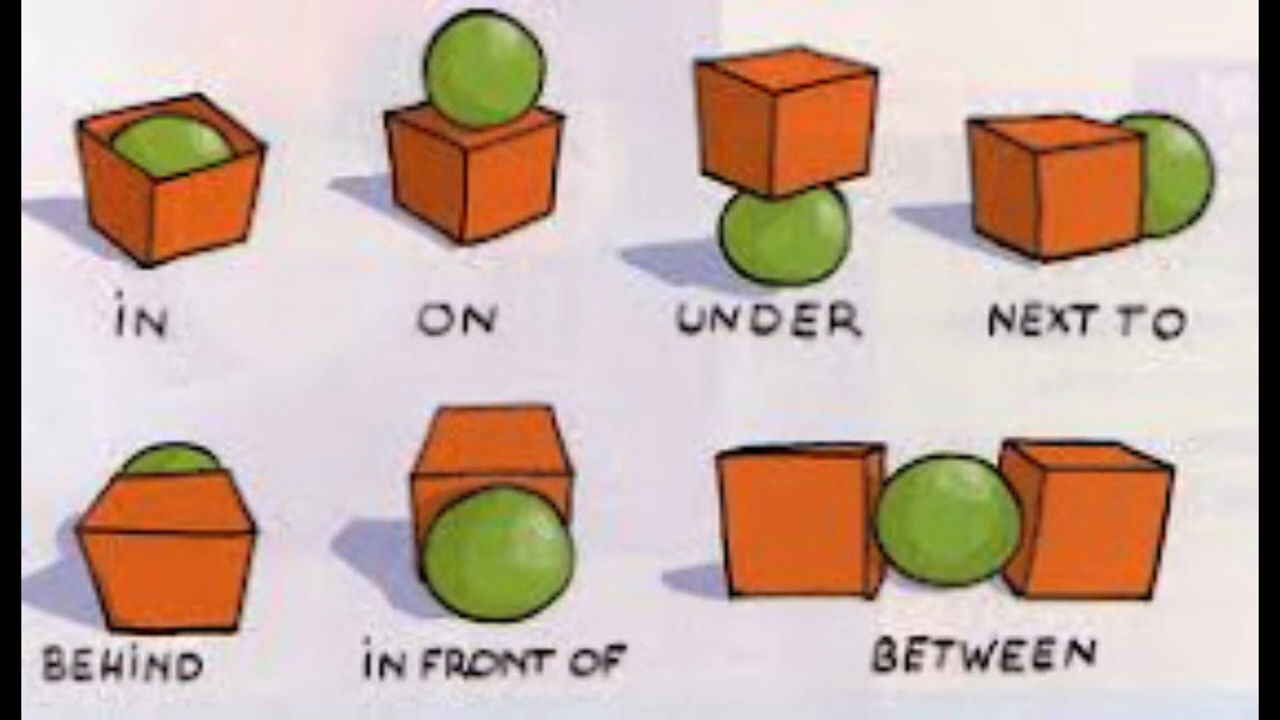 iN
ON
UNDER
NEXT TO
BEHiND
iN FRONT OF
BETWEEN